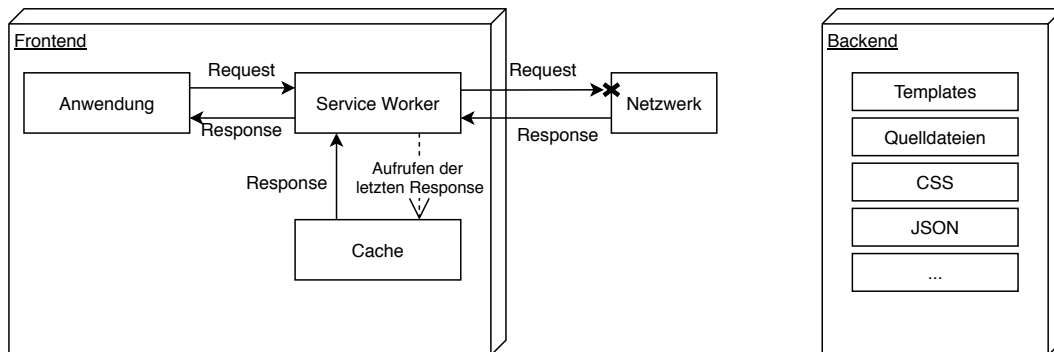 Frontend
Backend
Request
Request
Anwendung
Service Worker
Netzwerk
Response
Response
Response
Aufrufen der
letzten Response
Cache
Templates
Quelldateien
CSS
JSON
...